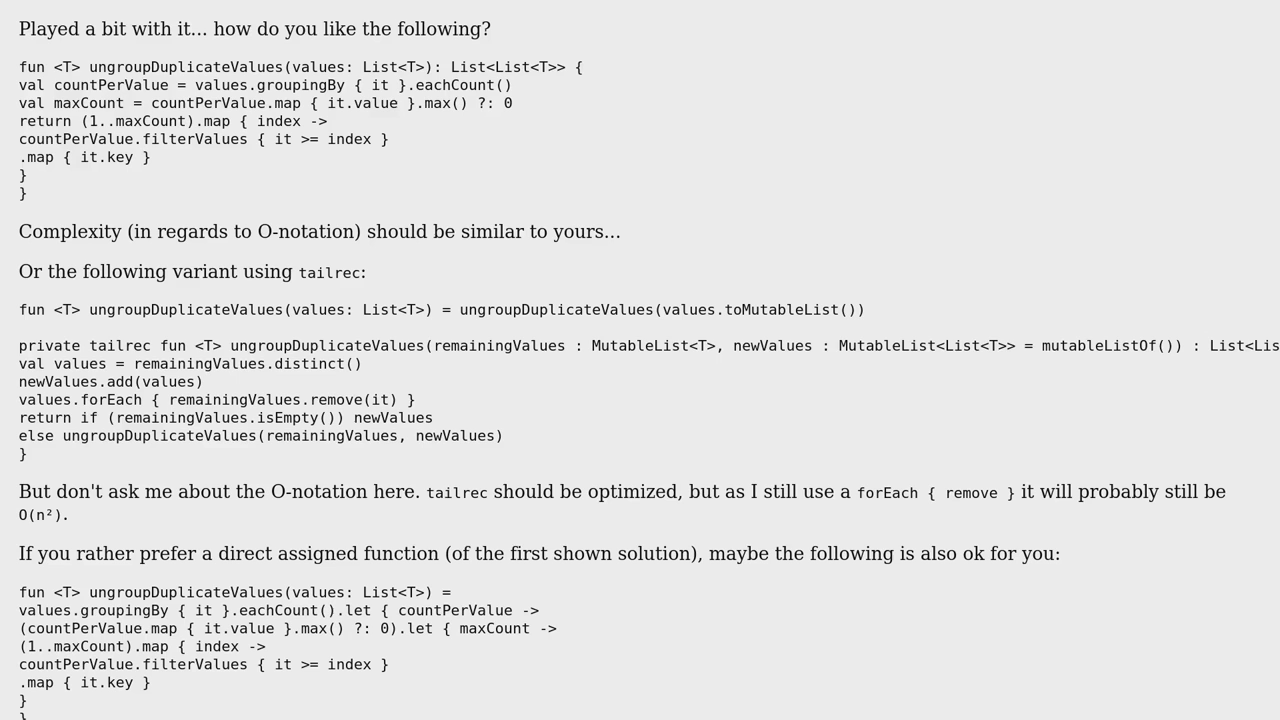 Played a bit with it... how do you like the following?
fun <T> ungroupDuplicateValues(values: List<T>): List<List<T>> {
val countPerValue = values.groupingBy { it }.eachCount()
val maxCount = countPerValue.map { it.value }.max() ?: 0
return (1..maxCount).map { index ->
countPerValue.filterValues { it >= index }
.map { it.key }
}
}
Complexity (in regards to O-notation) should be similar to yours...
Or the following variant using tailrec:
fun <T> ungroupDuplicateValues(values: List<T>) = ungroupDuplicateValues(values.toMutableList())
private tailrec fun <T> ungroupDuplicateValues(remainingValues : MutableList<T>, newValues : MutableList<List<T>> = mutableListOf()) : List<Lis
val values = remainingValues.distinct()
newValues.add(values)
values.forEach { remainingValues.remove(it) }
return if (remainingValues.isEmpty()) newValues
else ungroupDuplicateValues(remainingValues, newValues)
}
But don't ask me about the O-notation here. tailrec should be optimized, but as I still use a forEach { remove } it will probably still be
O(n²).
If you rather prefer a direct assigned function (of the first shown solution), maybe the following is also ok for you:
fun <T> ungroupDuplicateValues(values: List<T>) =
values.groupingBy { it }.eachCount().let { countPerValue ->
(countPerValue.map { it.value }.max() ?: 0).let { maxCount ->
(1..maxCount).map { index ->
countPerValue.filterValues { it >= index }
.map { it.key }
}
}